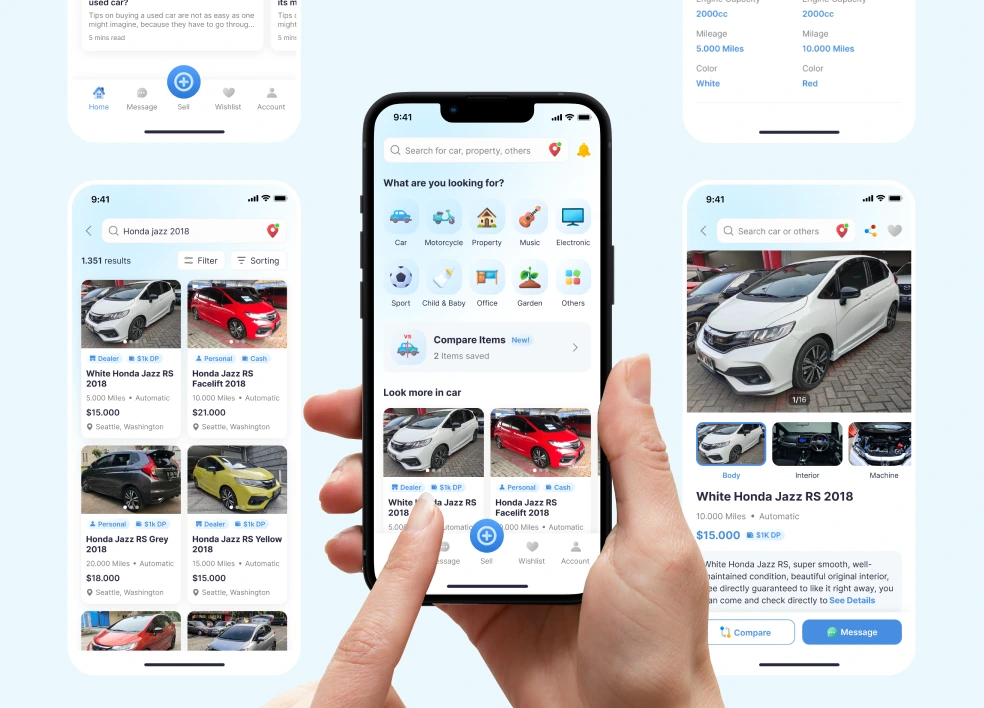 used car?
Tips on buying a used car are not as easy as one
might imagine, because they have to go throug...
5 mins read
its m
Tips
might
5 min
Home
Message
Sell
Wishlist
Account
Engine Capacity
2000cc
Engine Capacity
2000cc
Mileage
5.000 Miles
Milage
10.000 Miles
Color
White
Color
Red
9:41
Honda jazz 2018
1.351 results
Filter
Sorting
Dealer
$1k DP
White Honda Jazz RS
2018
5.000 Miles • Automatic
$15.000
Seattle, Washington
Personal
Cash
Honda Jazz RS
Facelift 2018
10.000 Miles • Automatic
$21.000
Seattle, Washington
Personal
$1k DP
Honda Jazz RS Grey
2018
20.000 Miles • Automatic
$18.000
Seattle, Washington
Dealer
$1k DP
Honda Jazz RS Yellow
2018
15.000 Miles • Automatic
$15.000
Seattle, Washington
9:41
Search for car, property, others
What are you looking for?
Car
Motorcycle
Property
Music
Electronic
Sport
Child & Baby
Office
Garden
Others
VS
Compare Items
New!
2 Items saved
Look more in car
Dealer
$1k DP
White Honda Jazz RS
2018
5.000
utomatic
Personal
Cash
Honda Jazz RS
Facelift 2018
0.000 Miles • Automatic
essage
Sell
Wishlist
Account
9:41
Search car or others
1/16
Body
Interior
Machine
White Honda Jazz RS 2018
10.000 Miles • Automatic
$15.000
$1K DP
White Honda Jazz RS, super smooth, well-
maintained condition, beautiful original interior,
ee directly guaranteed to like it right away, you
an come and check directly to See Details
Compare
Message